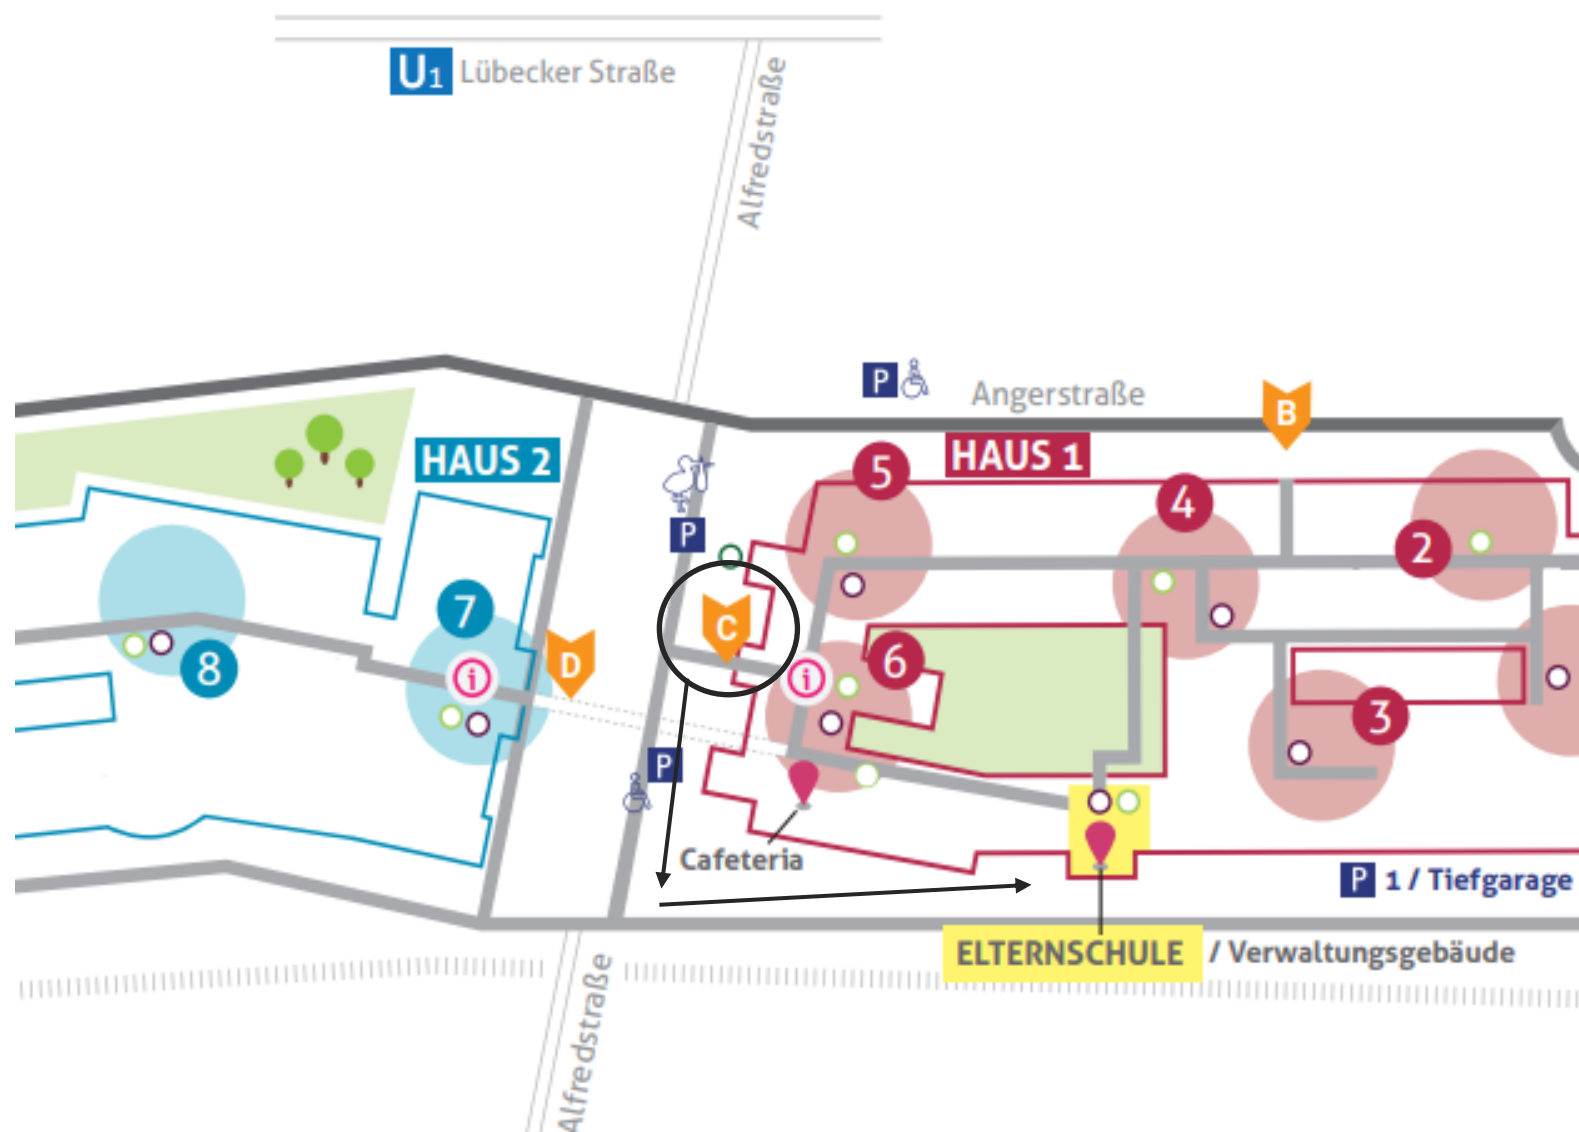 U1 Lübecker Straße
Alfredstraße
P
Angerstraße
B
HAUS 2
HAUS 1
5
4
2
P
7
C
8
i
D
i
6
3
P
Cafeteria
P 1 / Tiefgarage
ELTERNSCHULE / Verwaltungsgebäude
Alfredstraße